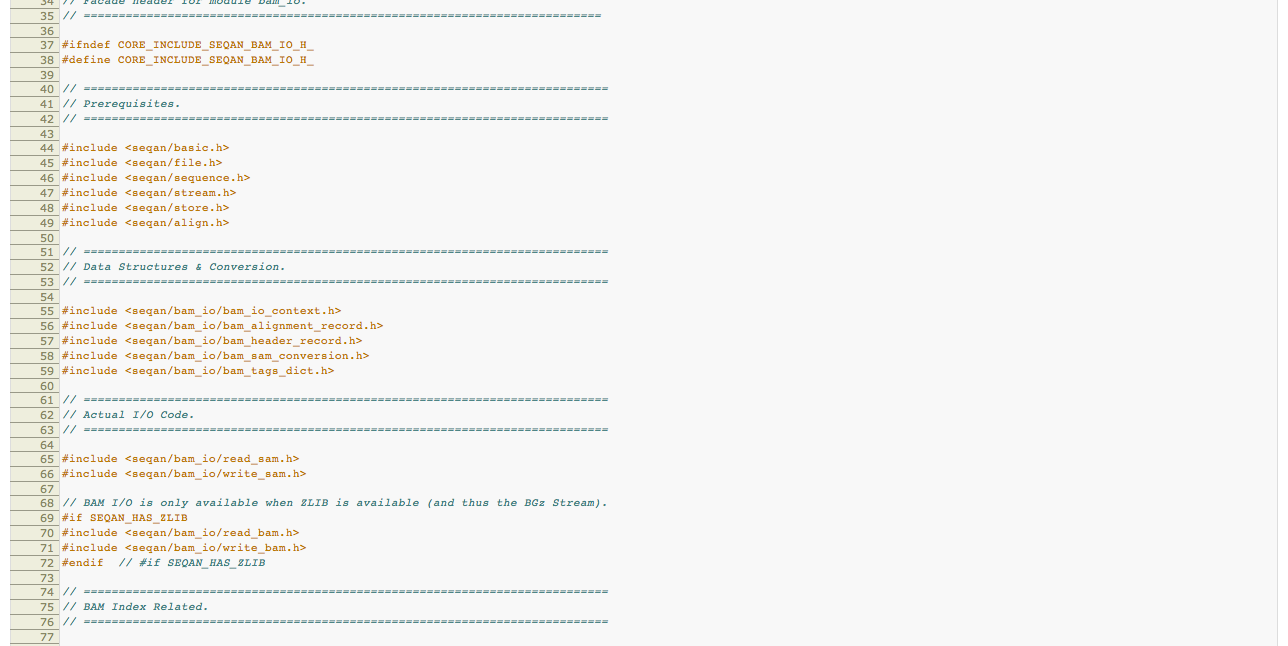 34 // Facade header for module bam_io.
35 // ==========================================================================
36
37 #ifndef CORE_INCLUDE_SEQAN_BAM_IO_H_
38 #define CORE_INCLUDE_SEQAN_BAM_IO_H_
39
40 // ===========================================================================
41 // Prerequisites.
42 // ===========================================================================
43
44 #include <seqan/basic.h>
45 #include <seqan/file.h>
46 #include <seqan/sequence.h>
47 #include <seqan/stream.h>
48 #include <seqan/store.h>
49 #include <seqan/align.h>
50
51 // ===========================================================================
52 // Data Structures & Conversion.
53 // ===========================================================================
54
55 #include <seqan/bam_io/bam_io_context.h>
56 #include <seqan/bam_io/bam_alignment_record.h>
57 #include <seqan/bam_io/bam_header_record.h>
58 #include <seqan/bam_io/bam_sam_conversion.h>
59 #include <seqan/bam_io/bam_tags_dict.h>
60
61 // ===========================================================================
62 // Actual I/O Code.
63 // ===========================================================================
64
65 #include <seqan/bam_io/read_sam.h>
66 #include <seqan/bam_io/write_sam.h>
67
68 // BAM I/O is only available when ZLIB is available (and thus the BGz Stream).
69 #if SEQAN_HAS_ZLIB
70 #include <seqan/bam_io/read_bam.h>
71 #include <seqan/bam_io/write_bam.h>
72 #endif  // #if SEQAN_HAS_ZLIB
73
74 // ===========================================================================
75 // BAM Index Related.
76 // ===========================================================================
77